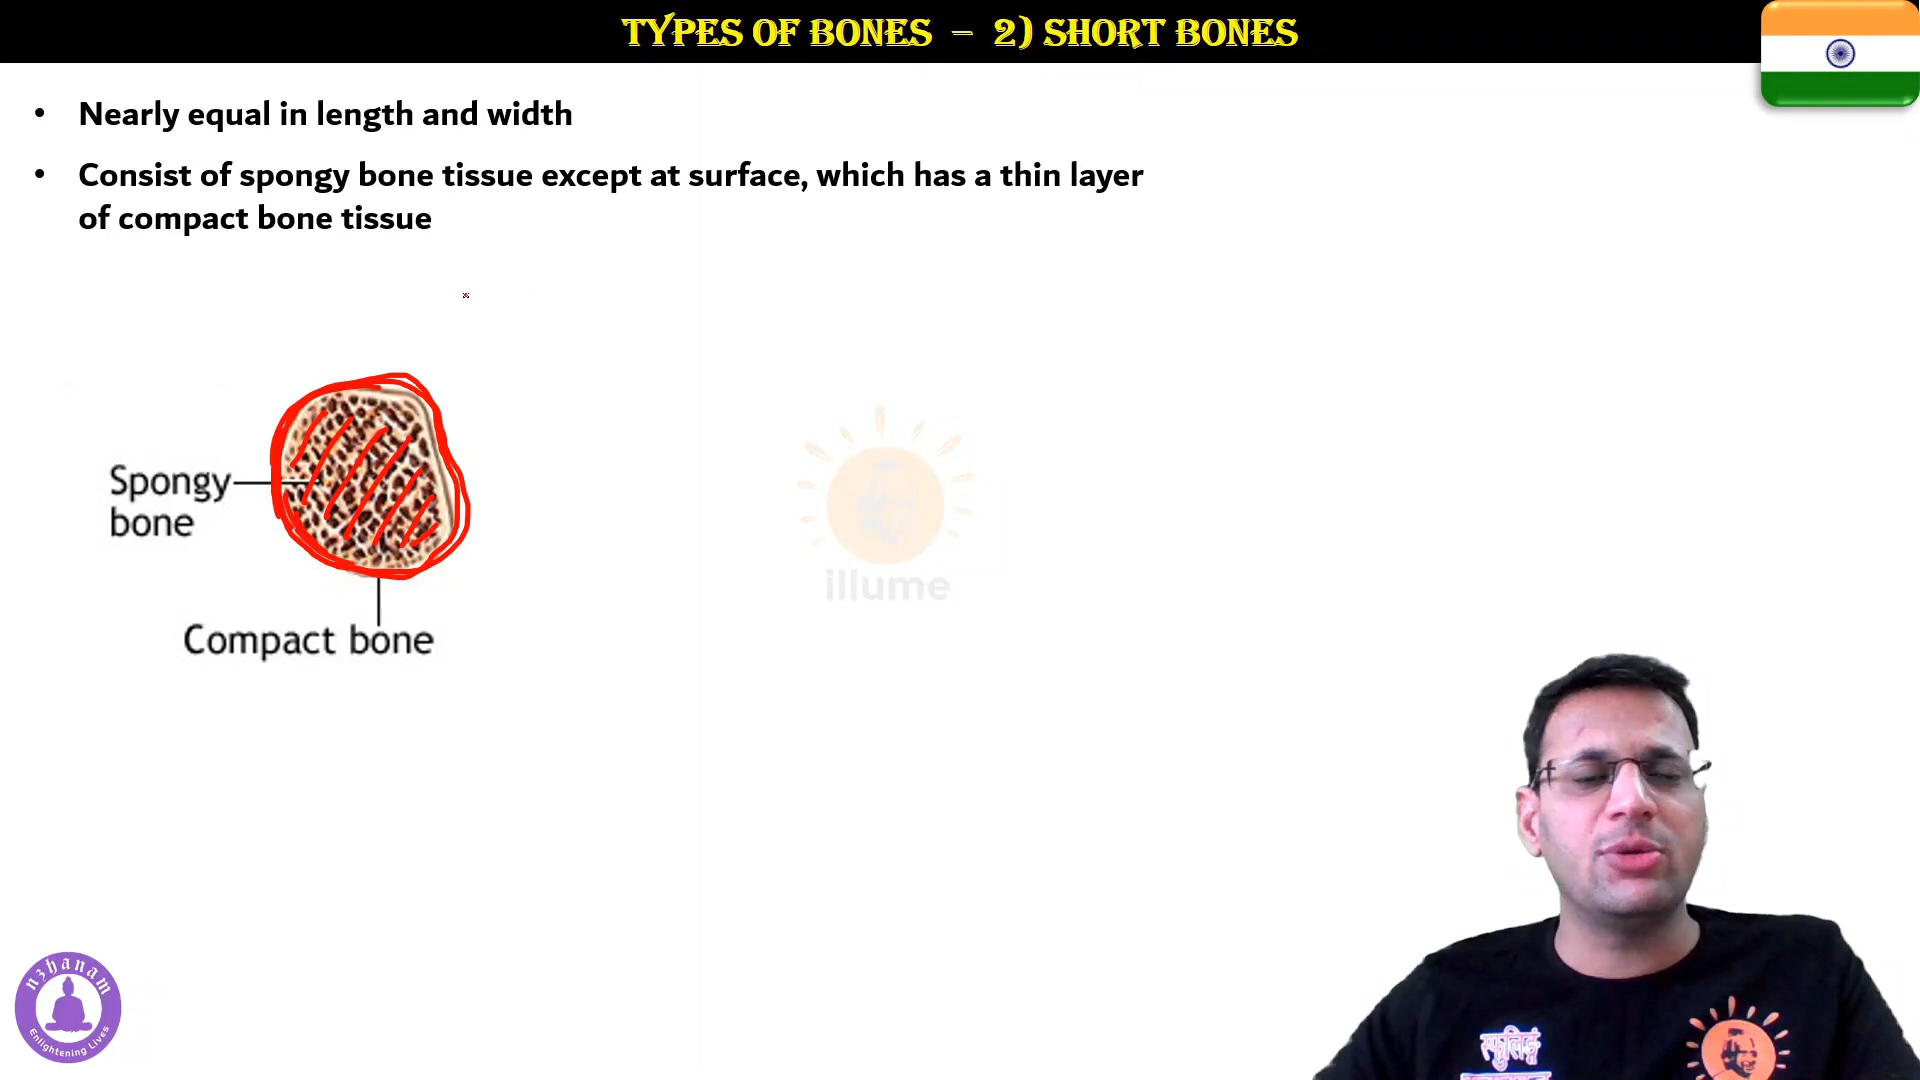 TYPES OF BONES – 2) SHORT BONES
• Nearly equal in length and width
• Consist of spongy bone tissue except at surface, which has a thin layer
of compact bone tissue
Spongy
bone
Compact bone
illume
nzhanam
Enlightening Lives
स्फुलिङ्ग